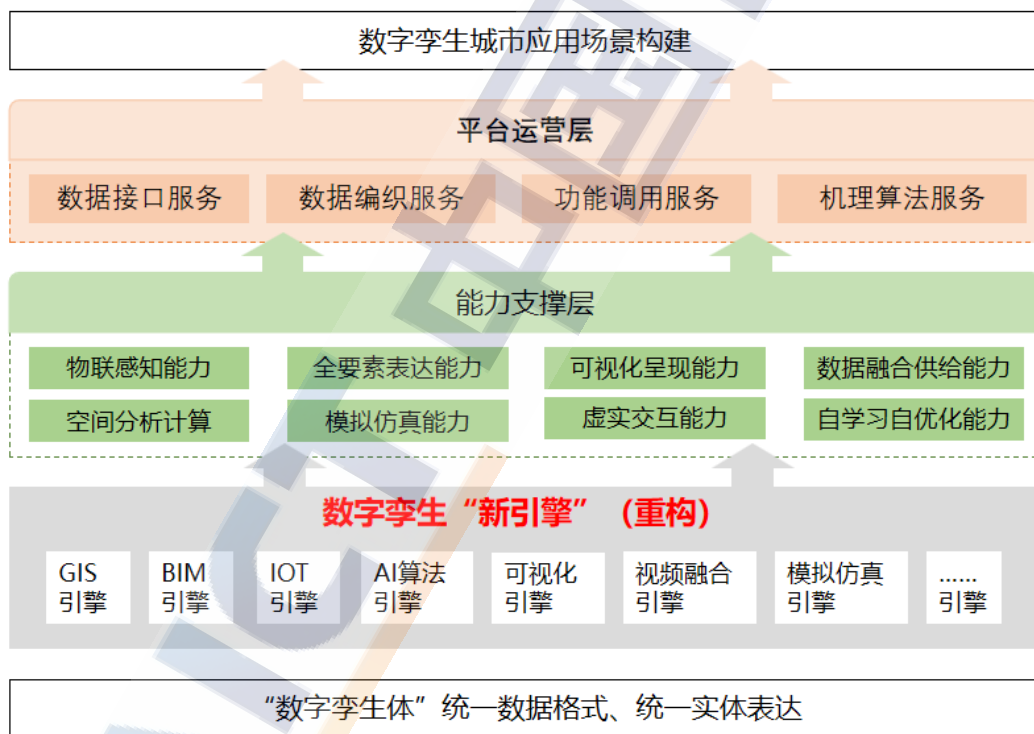 数字孪生城市应用场景构建
平台运营层
数据接口服务 数据编织服务 功能调用服务 机理算法服务
能力支撑层
物联感知能力 全要素表达能力 可视化呈现能力 数据融合供给能力
空间分析计算 模拟仿真能力 虚实交互能力 自学习自优化能力
数字孪生“新引擎”（重构）
GIS 引擎
BIM 引擎
IOT 引擎
AI算法 引擎
可视化 引擎
视频融合 引擎
模拟仿真 引擎
…… 引擎
“数字孪生体”统一数据格式、统一实体表达